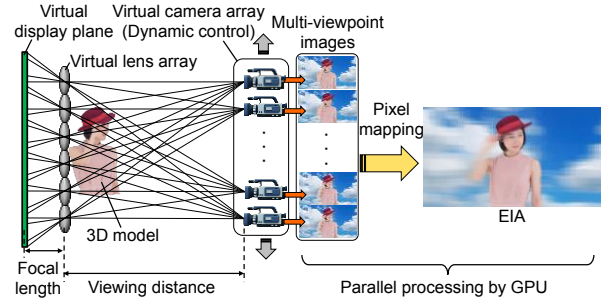 Virtual
display plane
Virtual camera array
(Dynamic control)
Multi-viewpoint
images
Virtual lens array
Pixel
mapping
3D model
EIA
Focal
length
Viewing distance
Parallel processing by GPU